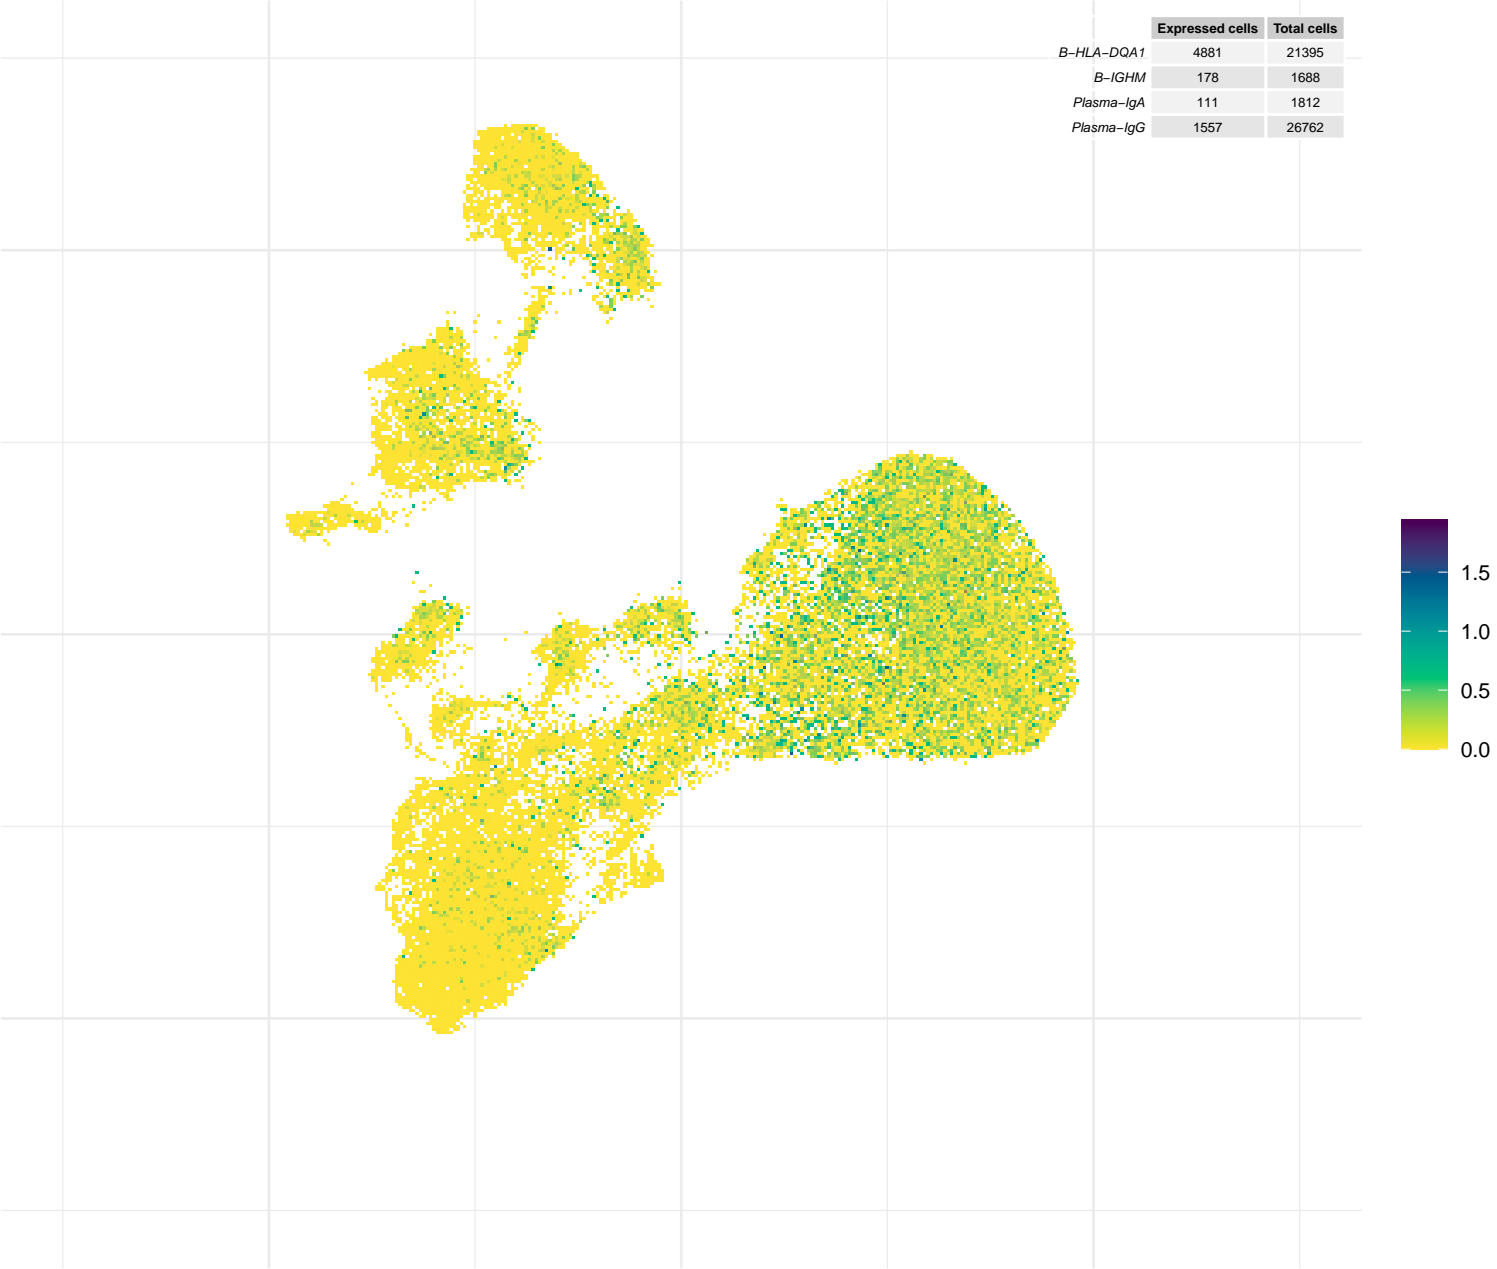 Expressed cells Total cells
B−HLA−DQA1 4881 21395
B−IGHM 178 1688
Plasma−IgA 111 1812
Plasma−IgG 1557 26762
1.5
1.0
0.5
0.0